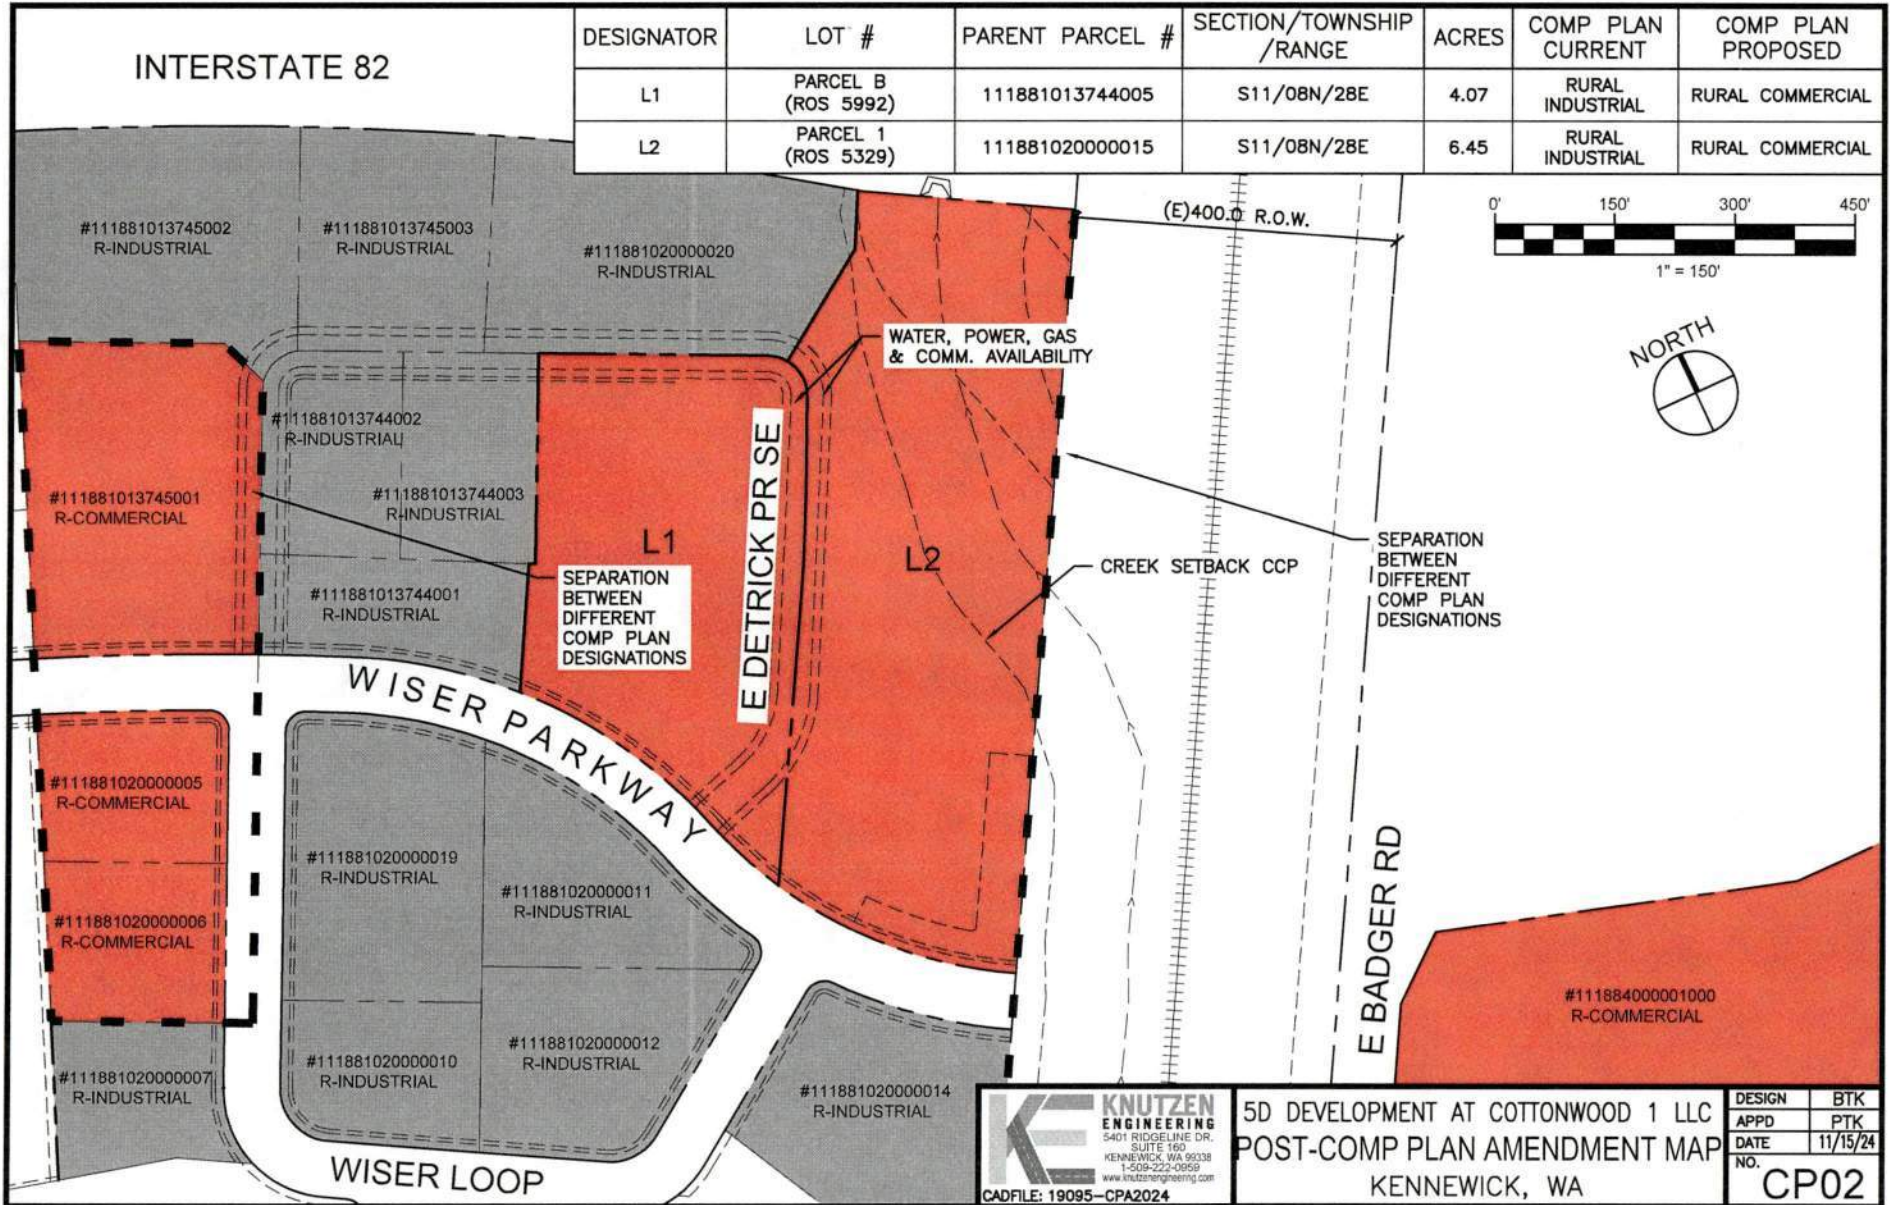 INTERSTATE 82
DESIGNATOR
LOT #
PARENT PARCEL #
SECTION/TOWNSHIP
/RANGE
ACRES
COMP PLAN
CURRENT
COMP PLAN
PROPOSED
L1
PARCEL B
(ROS 5992)
111881013744005
S11/08N/28E
4.07
RURAL
INDUSTRIAL
RURAL COMMERCIAL
L2
PARCEL 1
(ROS 5329)
111881020000015
S11/08N/28E
6.45
RURAL
INDUSTRIAL
RURAL COMMERCIAL
#111881013745002
R-INDUSTRIAL
#111881013745003
R-INDUSTRIAL
#111881020000020
R-INDUSTRIAL
(E)400.0 R.O.W.
0'
150'
300'
450'
1" = 150'
NORTH
WATER, POWER, GAS
& COMM. AVAILABILITY
#111881013744002
R-INDUSTRIAL
#111881013745001
R-COMMERCIAL
#111881013744003
R-INDUSTRIAL
L1
E DETRICK PR SE
L2
SEPARATION
BETWEEN
DIFFERENT
COMP PLAN
DESIGNATIONS
CREEK SETBACK CCP
SEPARATION
BETWEEN
DIFFERENT
COMP PLAN
DESIGNATIONS
#111881013744001
R-INDUSTRIAL
WISER PARKWAY
#111881020000005
R-COMMERCIAL
#111881020000019
R-INDUSTRIAL
#111881020000011
R-INDUSTRIAL
#111881020000006
R-COMMERCIAL
E BADGER RD
#111884000001000
R-COMMERCIAL
#111881020000007
R-INDUSTRIAL
#111881020000010
R-INDUSTRIAL
#111881020000012
R-INDUSTRIAL
#111881020000014
R-INDUSTRIAL
WISER LOOP
KE
KNUTZEN
ENGINEERING
5401 RIDGELINE DR.
SUITE 160
KENNEWICK, WA 99338
1-509-222-0959
www.knutzenengineering.com
CADFILE: 19095-CPA2024
5D DEVELOPMENT AT COTTONWOOD 1 LLC
POST-COMP PLAN AMENDMENT MAP
KENNEWICK, WA
DESIGN BTK
APPD PTK
DATE 11/15/24
NO.
CP02